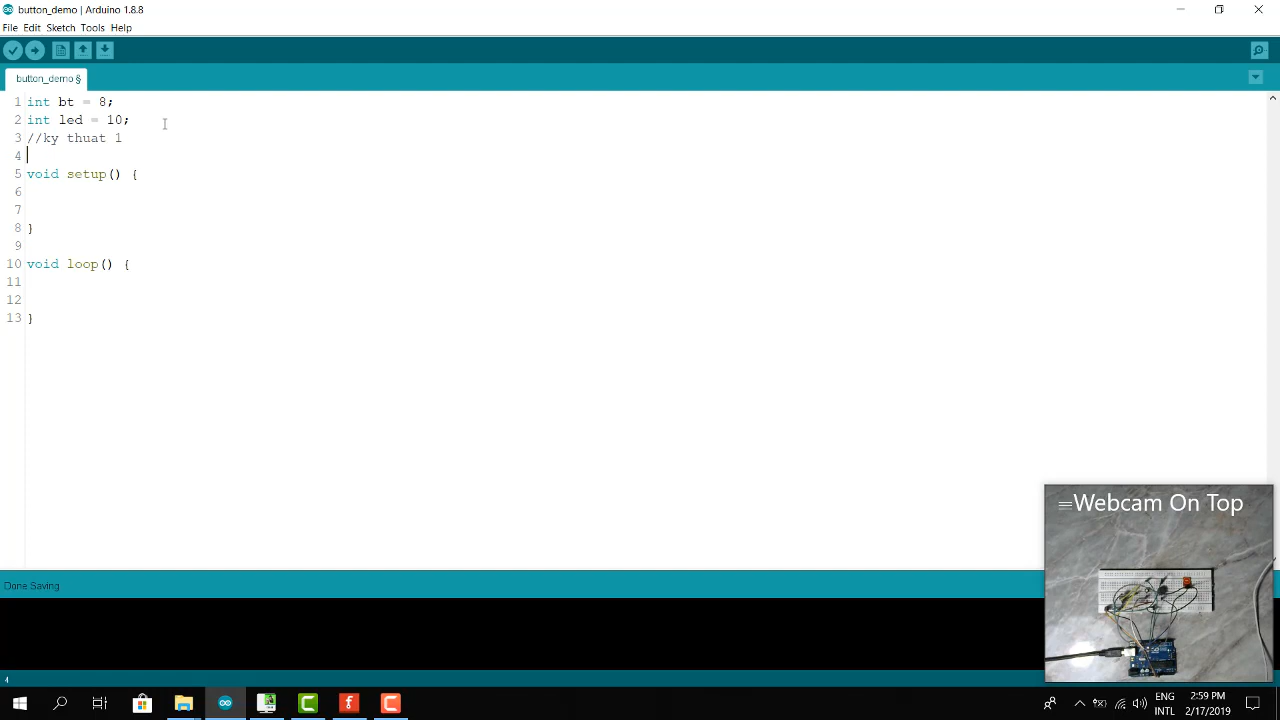 button_demo | Arduino 1.8.8
File Edit Sketch Tools Help
button_demo §
1 int bt = 8;
2 int led = 10;
3 //ky thuat 1
4
5 void setup() {
6
7
8 }
9
10 void loop() {
11
12
13 }
Webcam On Top
Done Saving
4
ENG
INTL
2:59 PM
2/17/2019